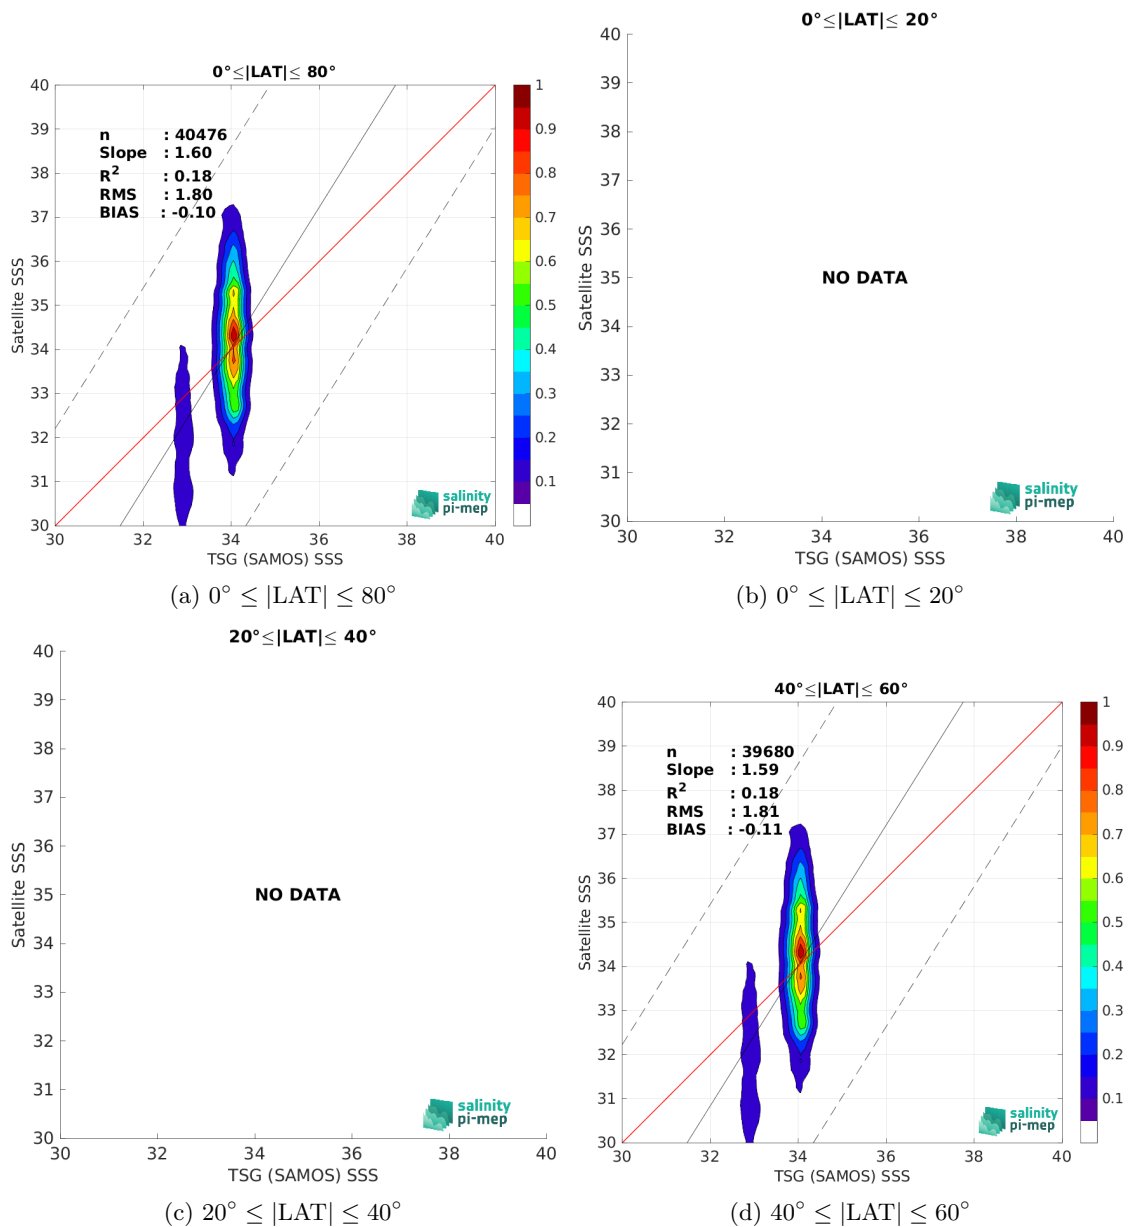 0°≤|LAT|≤ 80°
40
39
38
37
36
35
34
33
32
31
30
Satellite SSS
n : 40476
Slope : 1.60
R² : 0.18
RMS : 1.80
BIAS : -0.10
salinity
pi-mep
30 32 34 36 38 40
TSG (SAMOS) SSS
1
0.9
0.8
0.7
0.6
0.5
0.4
0.3
0.2
0.1
(a) 0° ≤ |LAT| ≤ 80°
0°≤|LAT|≤ 20°
40
39
38
37
36
35
34
33
32
31
30
Satellite SSS
NO DATA
salinity
pi-mep
30 32 34 36 38 40
TSG (SAMOS) SSS
(b) 0° ≤ |LAT| ≤ 20°
20°≤|LAT|≤ 40°
40
39
38
37
36
35
34
33
32
31
30
Satellite SSS
NO DATA
salinity
pi-mep
30 32 34 36 38 40
TSG (SAMOS) SSS
(c) 20° ≤ |LAT| ≤ 40°
40°≤|LAT|≤ 60°
40
39
38
37
36
35
34
33
32
31
30
Satellite SSS
n : 39680
Slope : 1.59
R² : 0.18
RMS : 1.81
BIAS : -0.11
salinity
pi-mep
30 32 34 36 38 40
TSG (SAMOS) SSS
1
0.9
0.8
0.7
0.6
0.5
0.4
0.3
0.2
0.1
(d) 40° ≤ |LAT| ≤ 60°